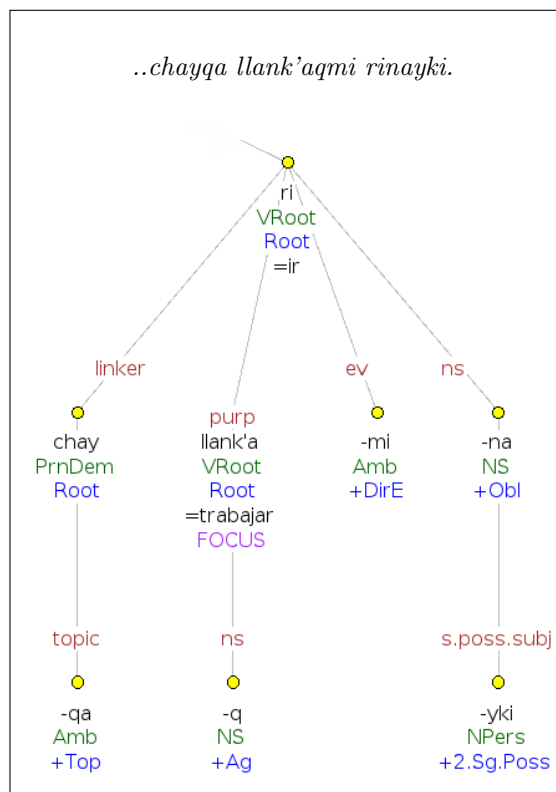 ..chayqa llank'aqmi rinayki.
ri
VRoot
Root
=ir
linker
purp
ev
ns
chay
PrnDem
Root
llank'a
VRoot
Root
=trabajar
FOCUS
-mi
Amb
+DirE
-na
NS
+Obl
topic
ns
s.poss.subj
-qa
Amb
+Top
-q
NS
+Ag
-yki
NPers
+2.Sg.Poss